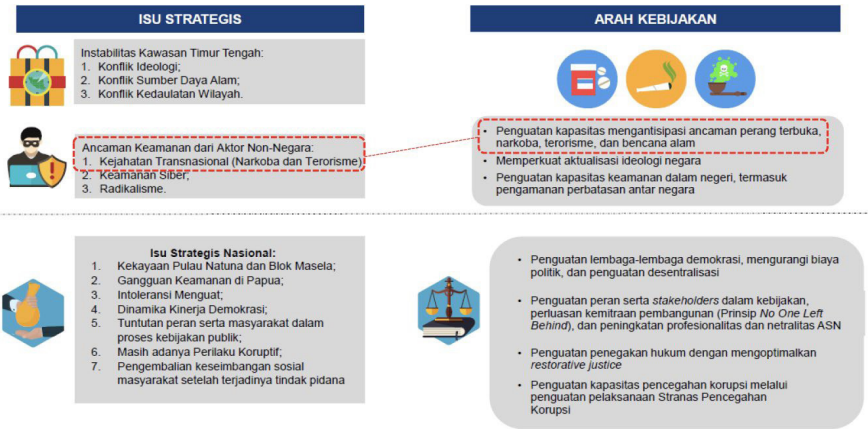 ISU STRATEGIS
Instabilitas Kawasan Timur Tengah:
1. Konflik Ideologi;
2. Konflik Sumber Daya Alam;
3. Konflik Kedaulatan Wilayah.
Ancaman Keamanan dari Aktor Non-Negara:
1. Kejahatan Transnasional (Narkoba dan Terorisme)
2. Keamanan Siber;
3. Radikalisme.
ARAH KEBIJAKAN
• Penguatan kapasitas mengantisipasi ancaman perang terbuka,
narkoba, terorisme, dan bencana alam
• Memperkuat aktualisasi ideologi negara
• Penguatan kapasitas keamanan dalam negeri, termasuk
pengamanan perbatasan antar negara
Isu Strategis Nasional:
1. Kekayaan Pulau Natuna dan Blok Masela;
2. Gangguan Keamanan di Papua;
3. Intoleransi Menguat;
4. Dinamika Kinerja Demokrasi;
5. Tuntutan peran serta masyarakat dalam
proses kebijakan publik;
6. Masih adanya Perilaku Koruptif;
7. Pengembalian keseimbangan sosial
masyarakat setelah terjadinya tindak pidana
• Penguatan lembaga-lembaga demokrasi, mengurangi biaya
politik, dan penguatan desentralisasi
• Penguatan peran serta stakeholders dalam kebijakan,
perluasan kemitraan pembangunan (Prinsip No One Left
Behind), dan peningkatan profesionalitas dan netralitas ASN
• Penguatan penegakan hukum dengan mengoptimalkan
restorative justice
• Penguatan kapasitas pencegahan korupsi melalui
penguatan pelaksanaan Stranas Pencegahan
Korupsi